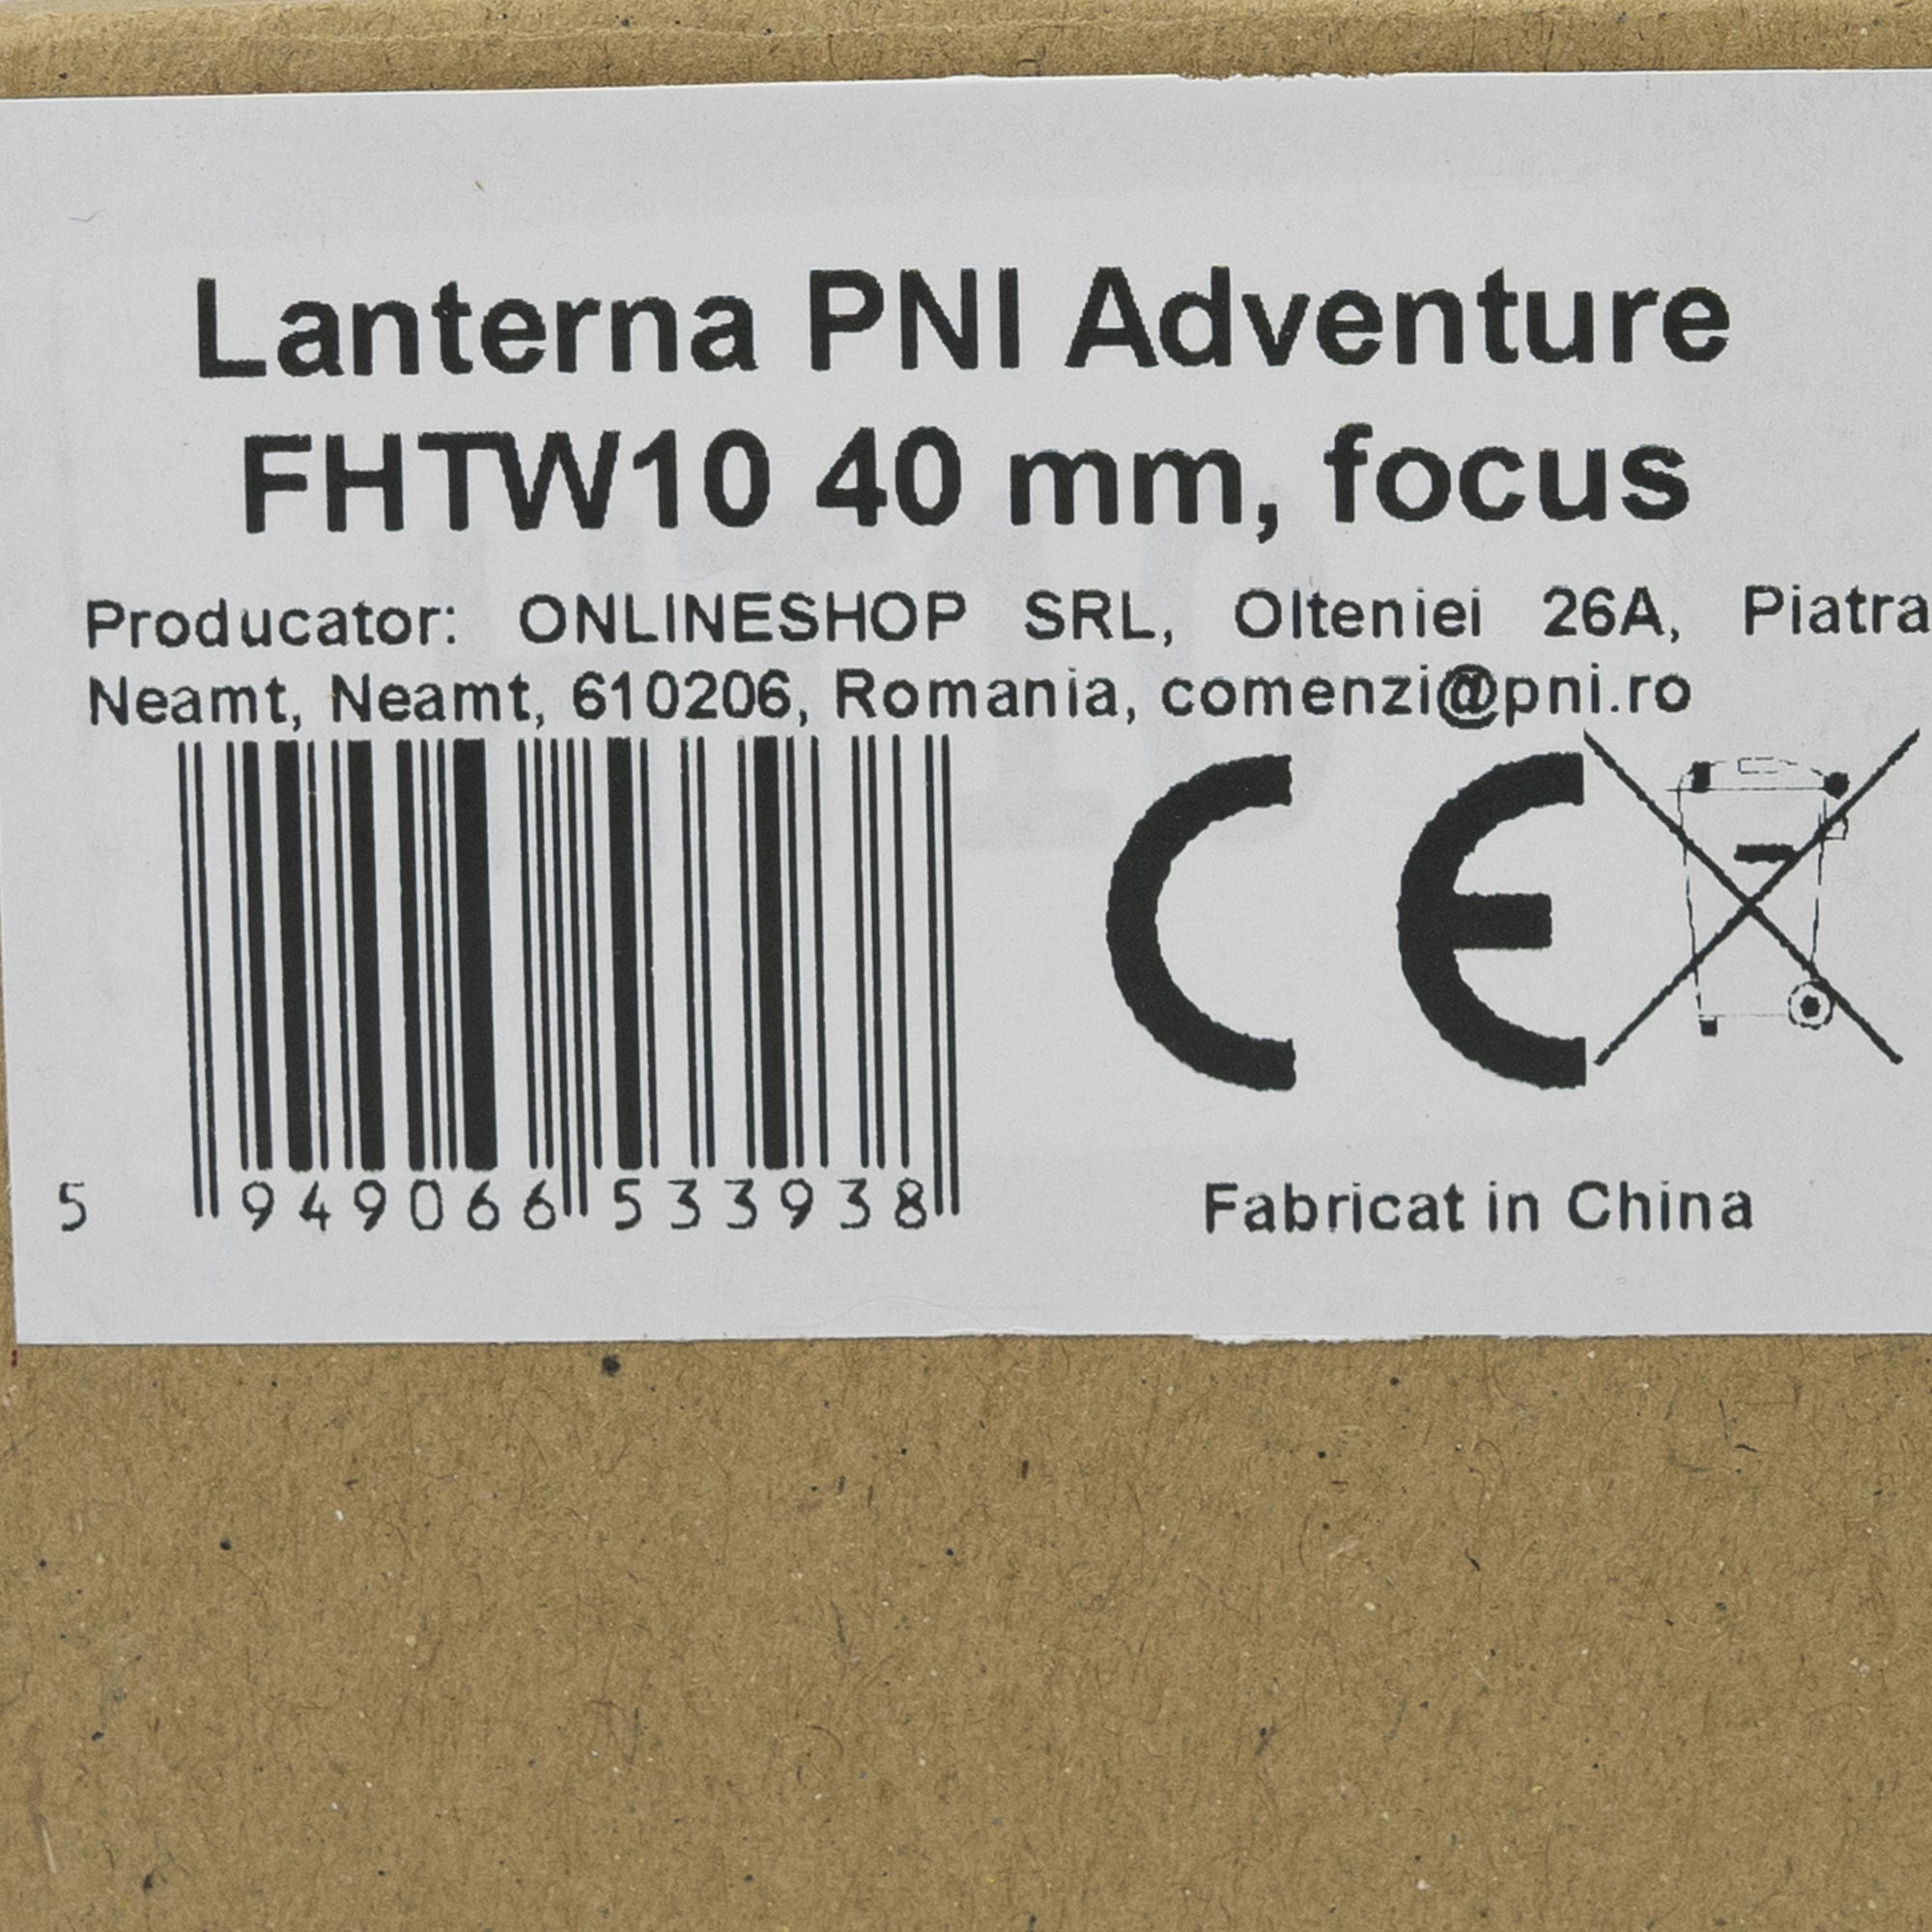 Lanterna PNI Adventure
FHTW10 40 mm, focus
Producator: ONLINESHOP SRL, Olteniei 26A, Piatra
Neamt, Neamt, 610206, Romania, comenzi@pni.ro
CE
5 949066 533938
Fabricat in China